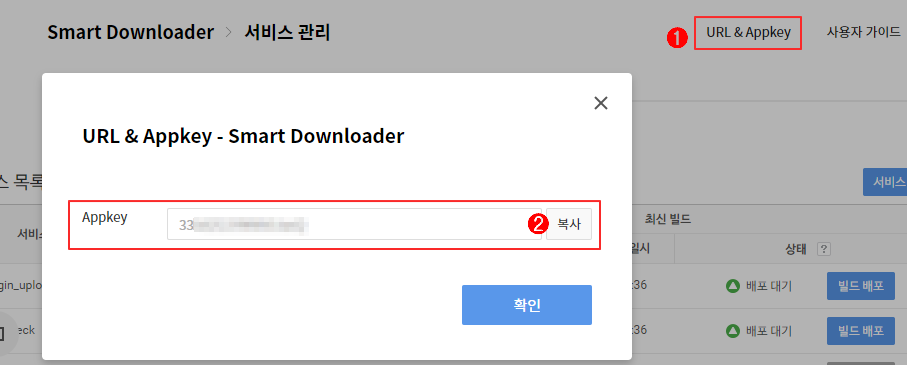 Smart Downloader > 서비스 관리
1 URL & Appkey 사용자 가이드
URL & Appkey - Smart Downloader
스 목록
서비스
Appkey 33
2 복사
서비스
최신 빌드
일시 상태 ?
gin_uplo :36 배포 대기 빌드 배포
확인
eck :36 배포 대기 빌드 배포